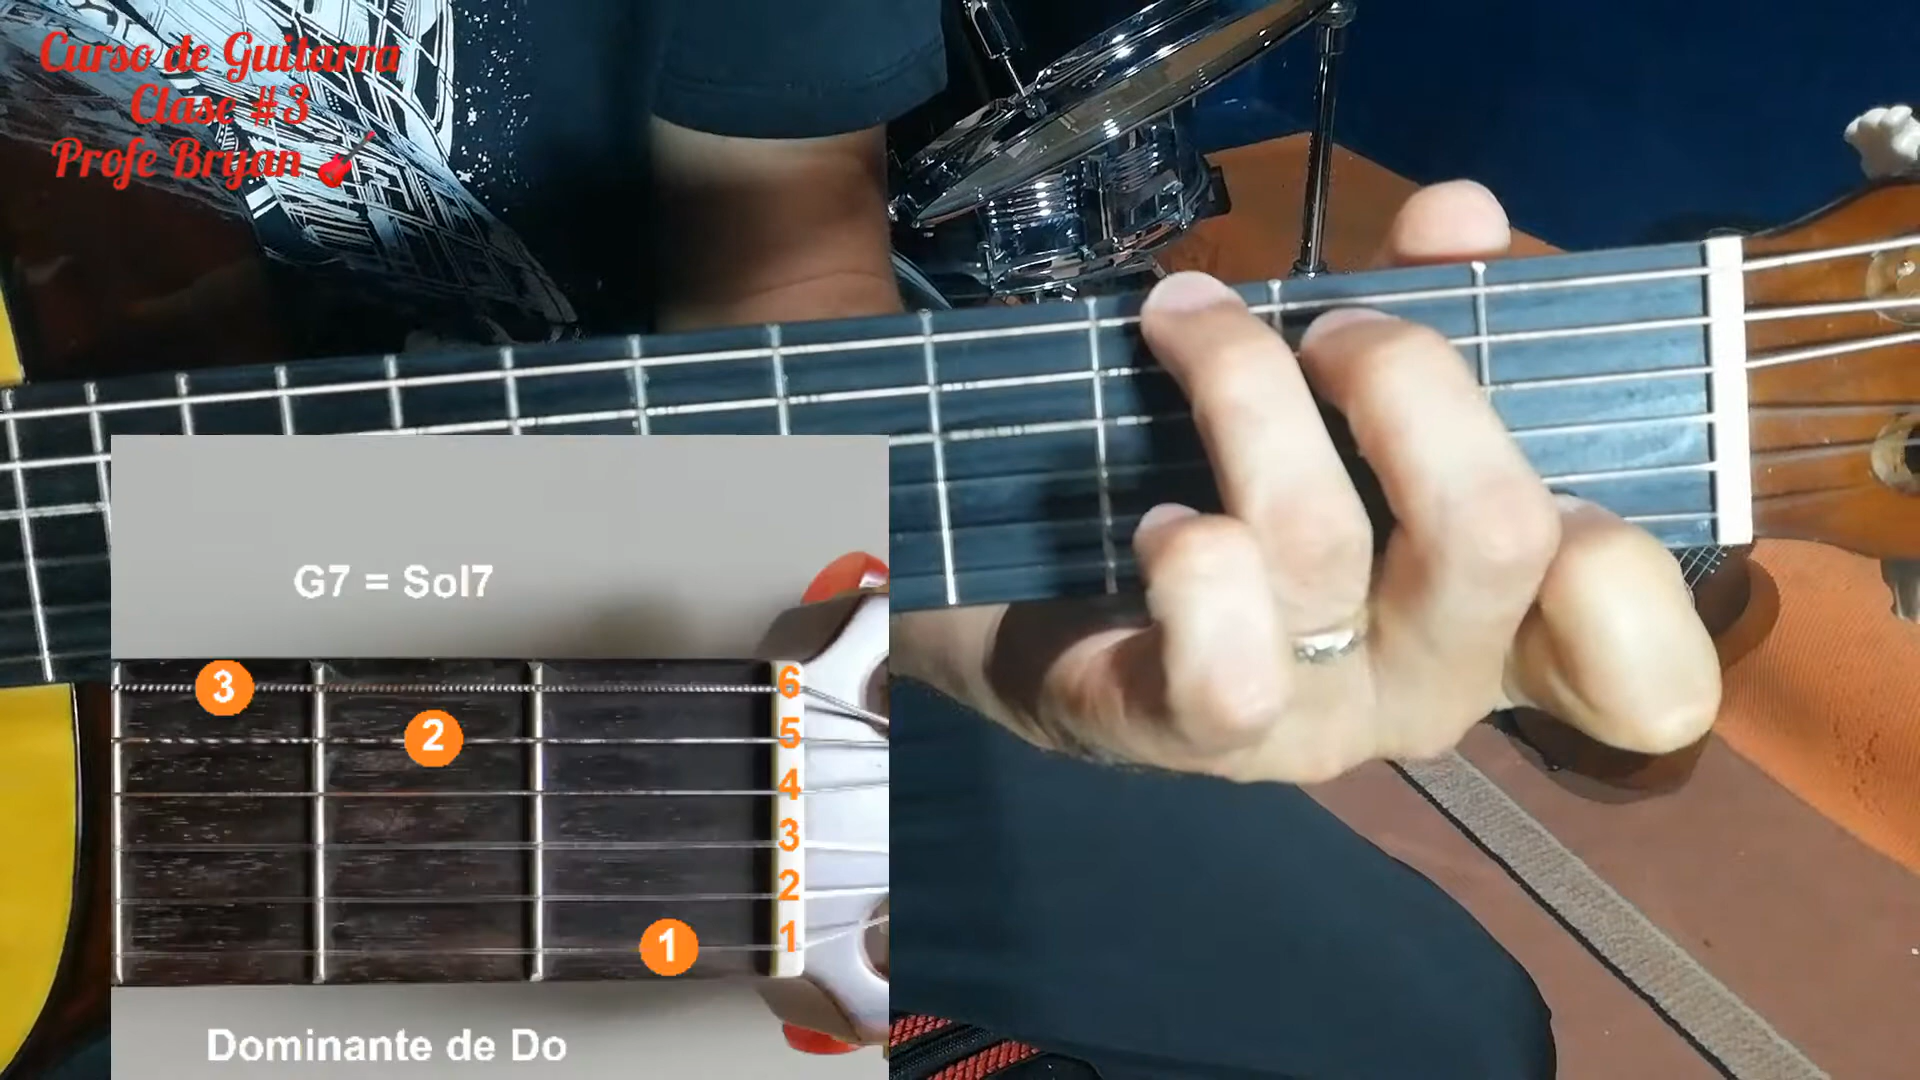 Curso de Guitarra
Clase #3
Profe Bryan
G7 = Sol7
3
6
2
5
4
3
2
1
1
Dominante de Do